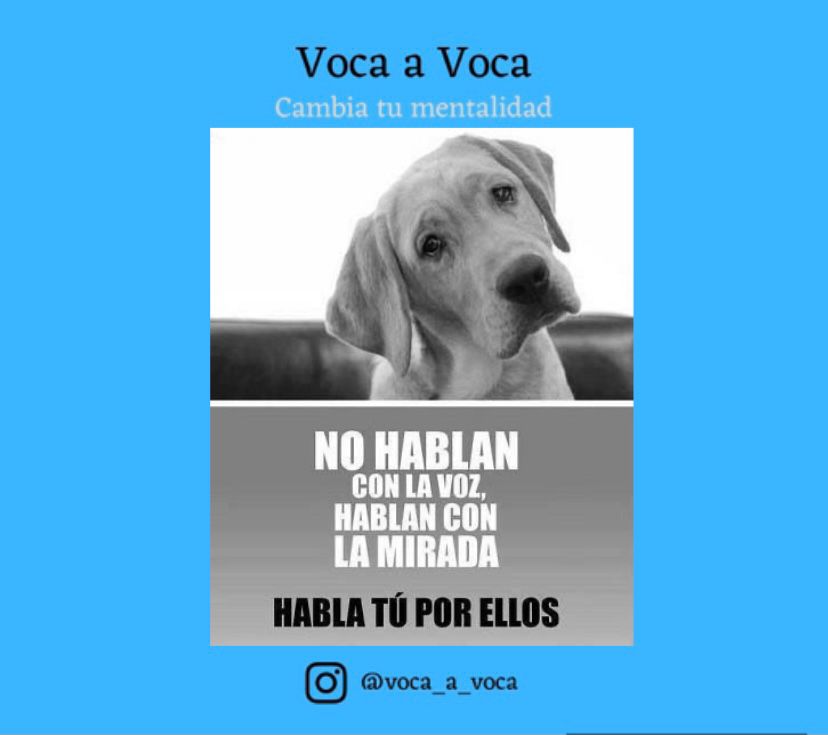 Voca a Voca
Cambia tu mentalidad
NO HABLAN
CON LA VOZ,
HABLAN CON
LA MIRADA
HABLA TÚ POR ELLOS
@voca_a_voca